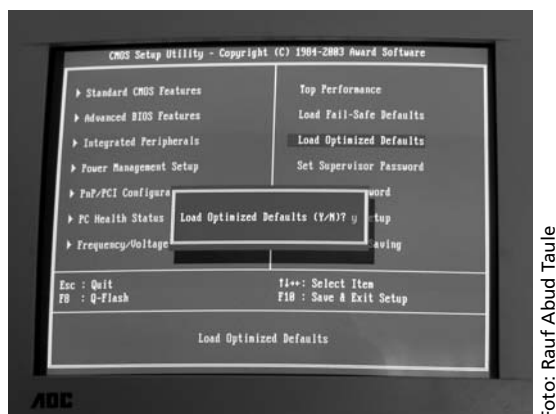 CMOS Setup Utility - Copyright (C) 1984-2003 Award Software
Standard CMOS Features
Advanced BIOS Features
Integrated Peripherals
Power Management Setup
PnP/PCI Configura
PC Health Status
Frequency/Voltage
Top Performance
Load Fail-Safe Defaults
Load Optimized Defaults
Set Supervisor Password
word
etup
Saving
Load Optimized Defaults (Y/N)? y
Esc : Quit
F8 : Q-Flash
↑↓→←: Select Item
F10 : Save & Exit Setup
Load Optimized Defaults
AOC
oto: Rauf Abud Taule